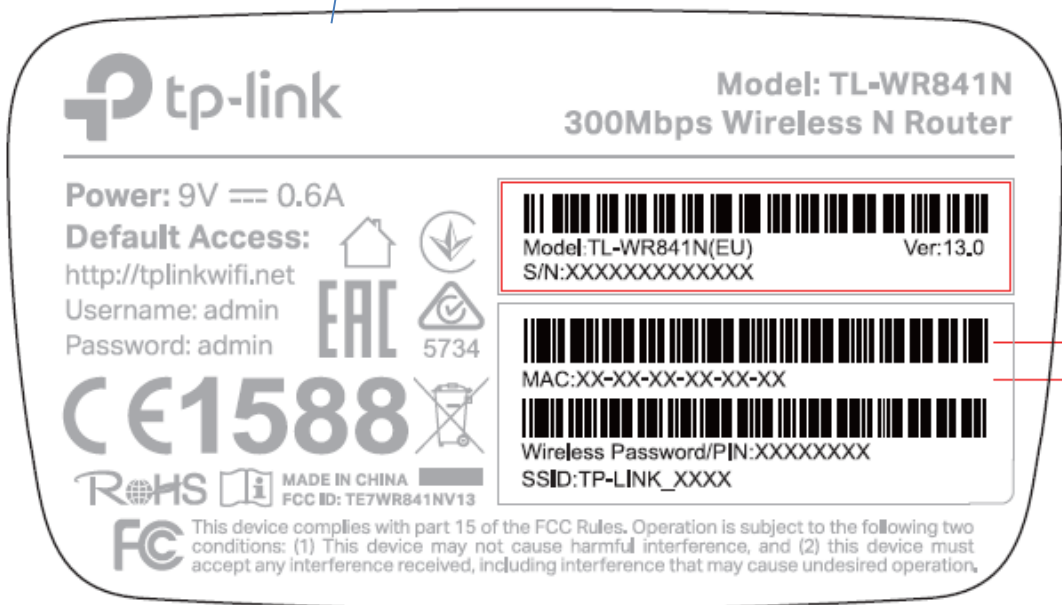 tp-link
Model: TL-WR841N
300Mbps Wireless N Router
Power: 9V 0.6A
Default Access:
http://tplinkwifi.net
Username: admin
Password: admin
EAC
5734
CE1588
RoHS
MADE IN CHINA
FCC ID: TE7WR841NV13
Model:TL-WR841N(EU) Ver:13.0
S/N:XXXXXXXXXXXXX
MAC:XX-XX-XX-XX-XX-XX
Wireless Password/PIN:XXXXXXXX
SSID:TP-LINK_XXXX
FC This device complies with part 15 of the FCC Rules. Operation is subject to the following two
conditions: (1) This device may not cause harmful interference, and (2) this device must
accept any interference received, including interference that may cause undesired operation.